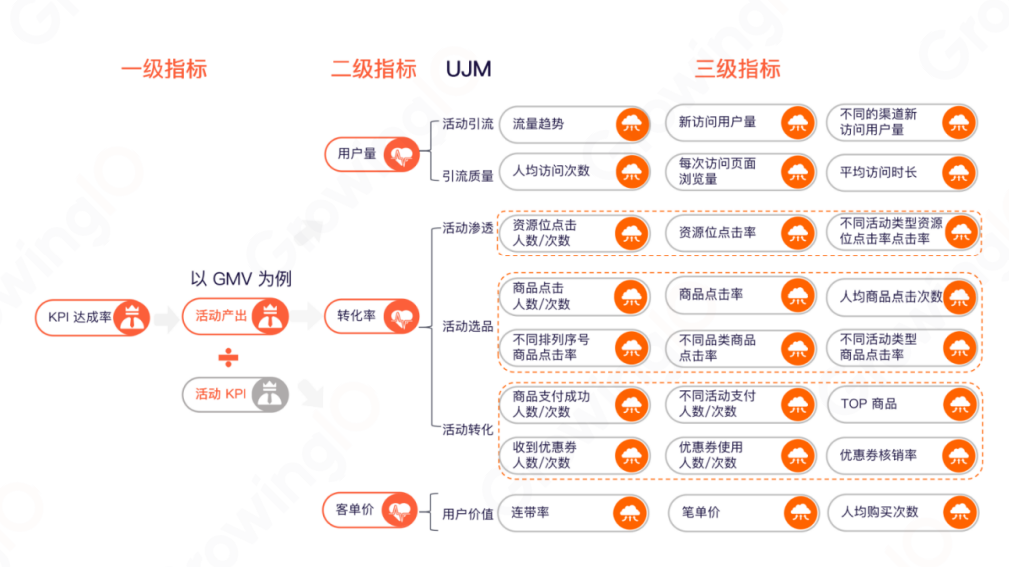 一级指标
二级指标
UJM
三级指标
用户量
活动引流
流量趋势
新访问用户量
不同的渠道新
访问用户量
引流质量
人均访问次数
每次访问页面
浏览量
平均访问时长
活动渗透
资源位点击
人数/次数
资源位点击率
不同活动类型资源
位点击率点击率
以 GMV 为例
KPI 达成率
活动产出
÷
活动 KPI
转化率
活动选品
商品点击
人数/次数
商品点击率
人均商品点击次数
不同排列序号
商品点击率
不同品类商品
点击率
不同活动类型
商品点击率
活动转化
商品支付成功
人数/次数
不同活动支付
人数/次数
TOP 商品
收到优惠券
人数/次数
优惠券使用
人数/次数
优惠券核销率
客单价
用户价值
连带率
笔单价
人均购买次数
GrowingIO